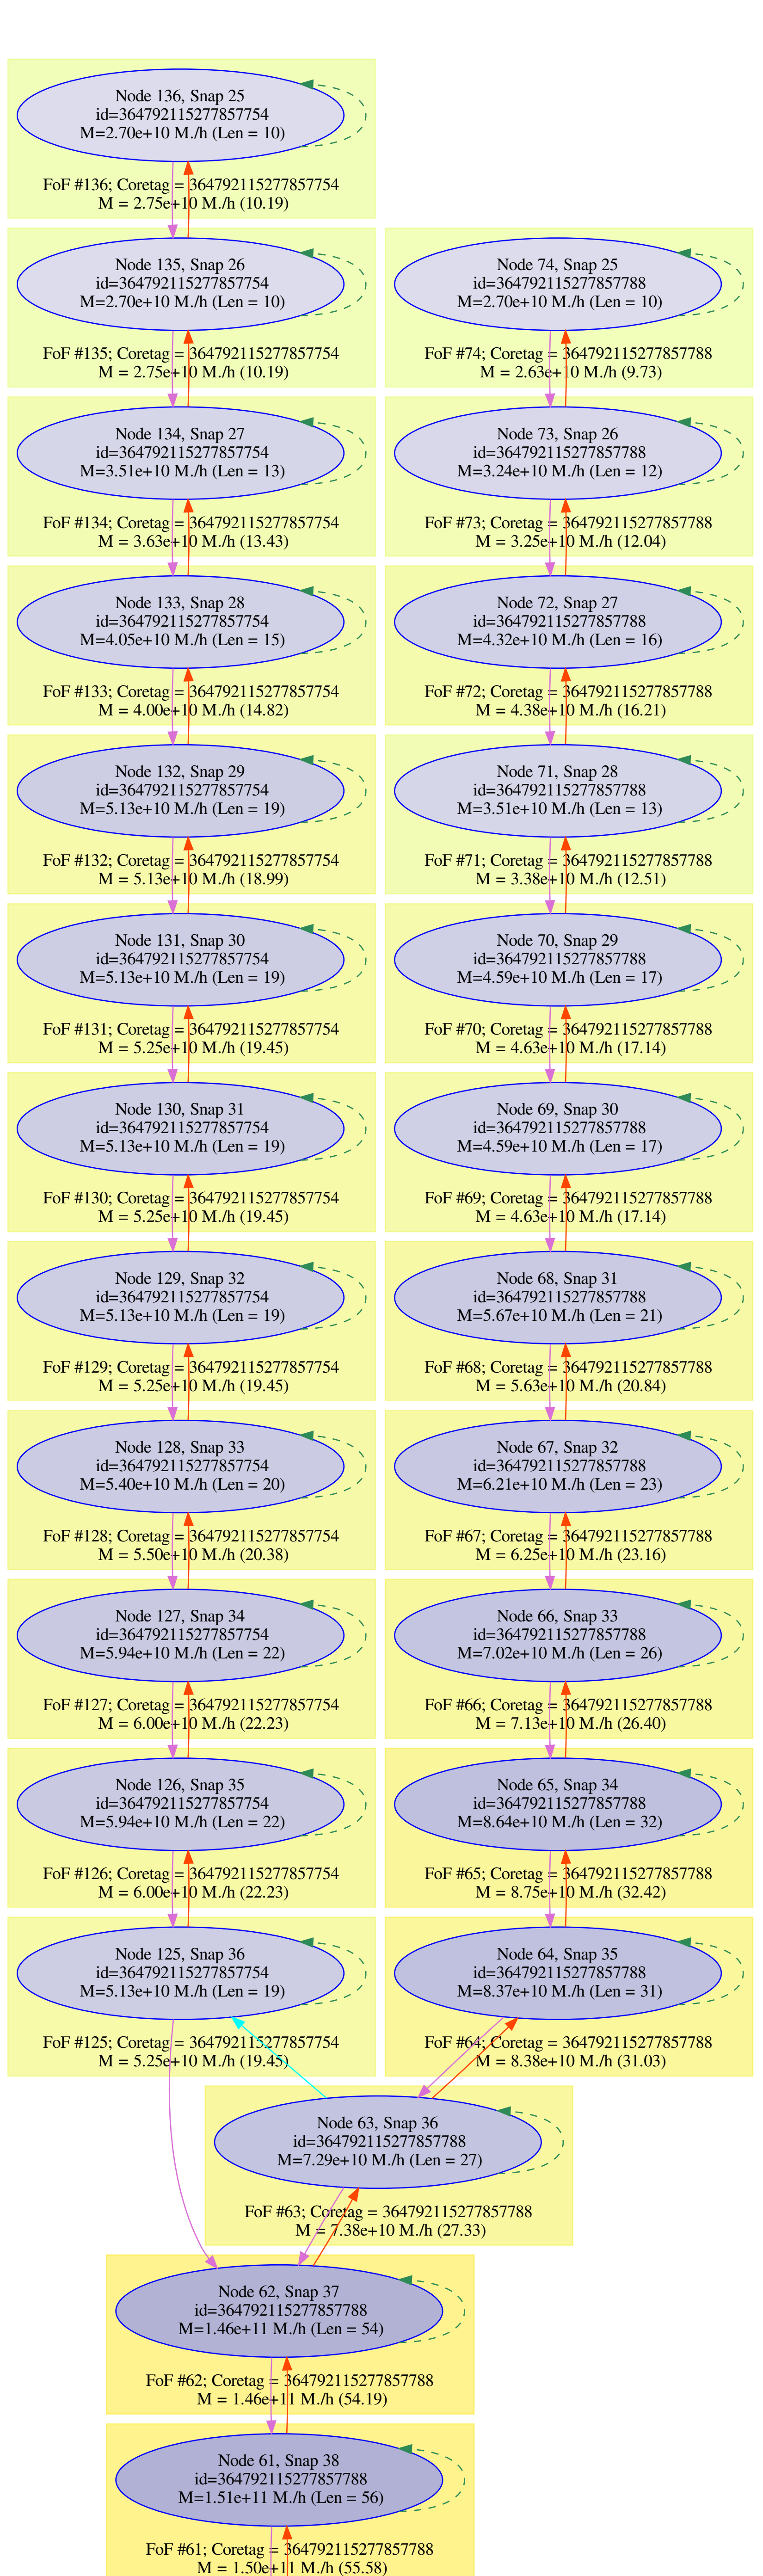 Node 136, Snap 25
id=364792115277857754
M=2.70e+10 M./h (Len = 10)
FoF #136; Coretag = 364792115277857754
M = 2.75e+10 M./h (10.19)
Node 135, Snap 26
id=364792115277857754
M=2.70e+10 M./h (Len = 10)
FoF #135; Coretag = 364792115277857754
M = 2.75e+10 M./h (10.19)
Node 74, Snap 25
id=364792115277857788
M=2.70e+10 M./h (Len = 10)
FoF #74; Coretag = 364792115277857788
M = 2.63e+10 M./h (9.73)
Node 134, Snap 27
id=364792115277857754
M=3.51e+10 M./h (Len = 13)
FoF #134; Coretag = 364792115277857754
M = 3.63e+10 M./h (13.43)
Node 73, Snap 26
id=364792115277857788
M=3.24e+10 M./h (Len = 12)
FoF #73; Coretag = 364792115277857788
M = 3.25e+10 M./h (12.04)
Node 133, Snap 28
id=364792115277857754
M=4.05e+10 M./h (Len = 15)
FoF #133; Coretag = 364792115277857754
M = 4.00e+10 M./h (14.82)
Node 72, Snap 27
id=364792115277857788
M=4.32e+10 M./h (Len = 16)
FoF #72; Coretag = 364792115277857788
M = 4.38e+10 M./h (16.21)
Node 132, Snap 29
id=364792115277857754
M=5.13e+10 M./h (Len = 19)
FoF #132; Coretag = 364792115277857754
M = 5.13e+10 M./h (18.99)
Node 71, Snap 28
id=364792115277857788
M=3.51e+10 M./h (Len = 13)
FoF #71; Coretag = 364792115277857788
M = 3.38e+10 M./h (12.51)
Node 131, Snap 30
id=364792115277857754
M=5.13e+10 M./h (Len = 19)
FoF #131; Coretag = 364792115277857754
M = 5.25e+10 M./h (19.45)
Node 70, Snap 29
id=364792115277857788
M=4.59e+10 M./h (Len = 17)
FoF #70; Coretag = 364792115277857788
M = 4.63e+10 M./h (17.14)
Node 130, Snap 31
id=364792115277857754
M=5.13e+10 M./h (Len = 19)
FoF #130; Coretag = 364792115277857754
M = 5.25e+10 M./h (19.45)
Node 69, Snap 30
id=364792115277857788
M=4.59e+10 M./h (Len = 17)
FoF #69; Coretag = 364792115277857788
M = 4.63e+10 M./h (17.14)
Node 129, Snap 32
id=364792115277857754
M=5.13e+10 M./h (Len = 19)
FoF #129; Coretag = 364792115277857754
M = 5.25e+10 M./h (19.45)
Node 68, Snap 31
id=364792115277857788
M=5.67e+10 M./h (Len = 21)
FoF #68; Coretag = 364792115277857788
M = 5.63e+10 M./h (20.84)
Node 128, Snap 33
id=364792115277857754
M=5.40e+10 M./h (Len = 20)
FoF #128; Coretag = 364792115277857754
M = 5.50e+10 M./h (20.38)
Node 67, Snap 32
id=364792115277857788
M=6.21e+10 M./h (Len = 23)
FoF #67; Coretag = 364792115277857788
M = 6.25e+10 M./h (23.16)
Node 127, Snap 34
id=364792115277857754
M=5.94e+10 M./h (Len = 22)
FoF #127; Coretag = 364792115277857754
M = 6.00e+10 M./h (22.23)
Node 66, Snap 33
id=364792115277857788
M=7.02e+10 M./h (Len = 26)
FoF #66; Coretag = 364792115277857788
M = 7.13e+10 M./h (26.40)
Node 126, Snap 35
id=364792115277857754
M=5.94e+10 M./h (Len = 22)
FoF #126; Coretag = 364792115277857754
M = 6.00e+10 M./h (22.23)
Node 65, Snap 34
id=364792115277857788
M=8.64e+10 M./h (Len = 32)
FoF #65; Coretag = 364792115277857788
M = 8.75e+10 M./h (32.42)
Node 125, Snap 36
id=364792115277857754
M=5.13e+10 M./h (Len = 19)
FoF #125; Coretag = 364792115277857754
M = 5.25e+10 M./h (19.45)
Node 64, Snap 35
id=364792115277857788
M=8.37e+10 M./h (Len = 31)
FoF #64; Coretag = 364792115277857788
M = 8.38e+10 M./h (31.03)
Node 63, Snap 36
id=364792115277857788
M=7.29e+10 M./h (Len = 27)
FoF #63; Coretag = 364792115277857788
M = 7.38e+10 M./h (27.33)
Node 62, Snap 37
id=364792115277857788
M=1.46e+11 M./h (Len = 54)
FoF #62; Coretag = 364792115277857788
M = 1.46e+11 M./h (54.19)
Node 61, Snap 38
id=364792115277857788
M=1.51e+11 M./h (Len = 56)
FoF #61; Coretag = 364792115277857788
M = 1.50e+11 M./h (55.58)